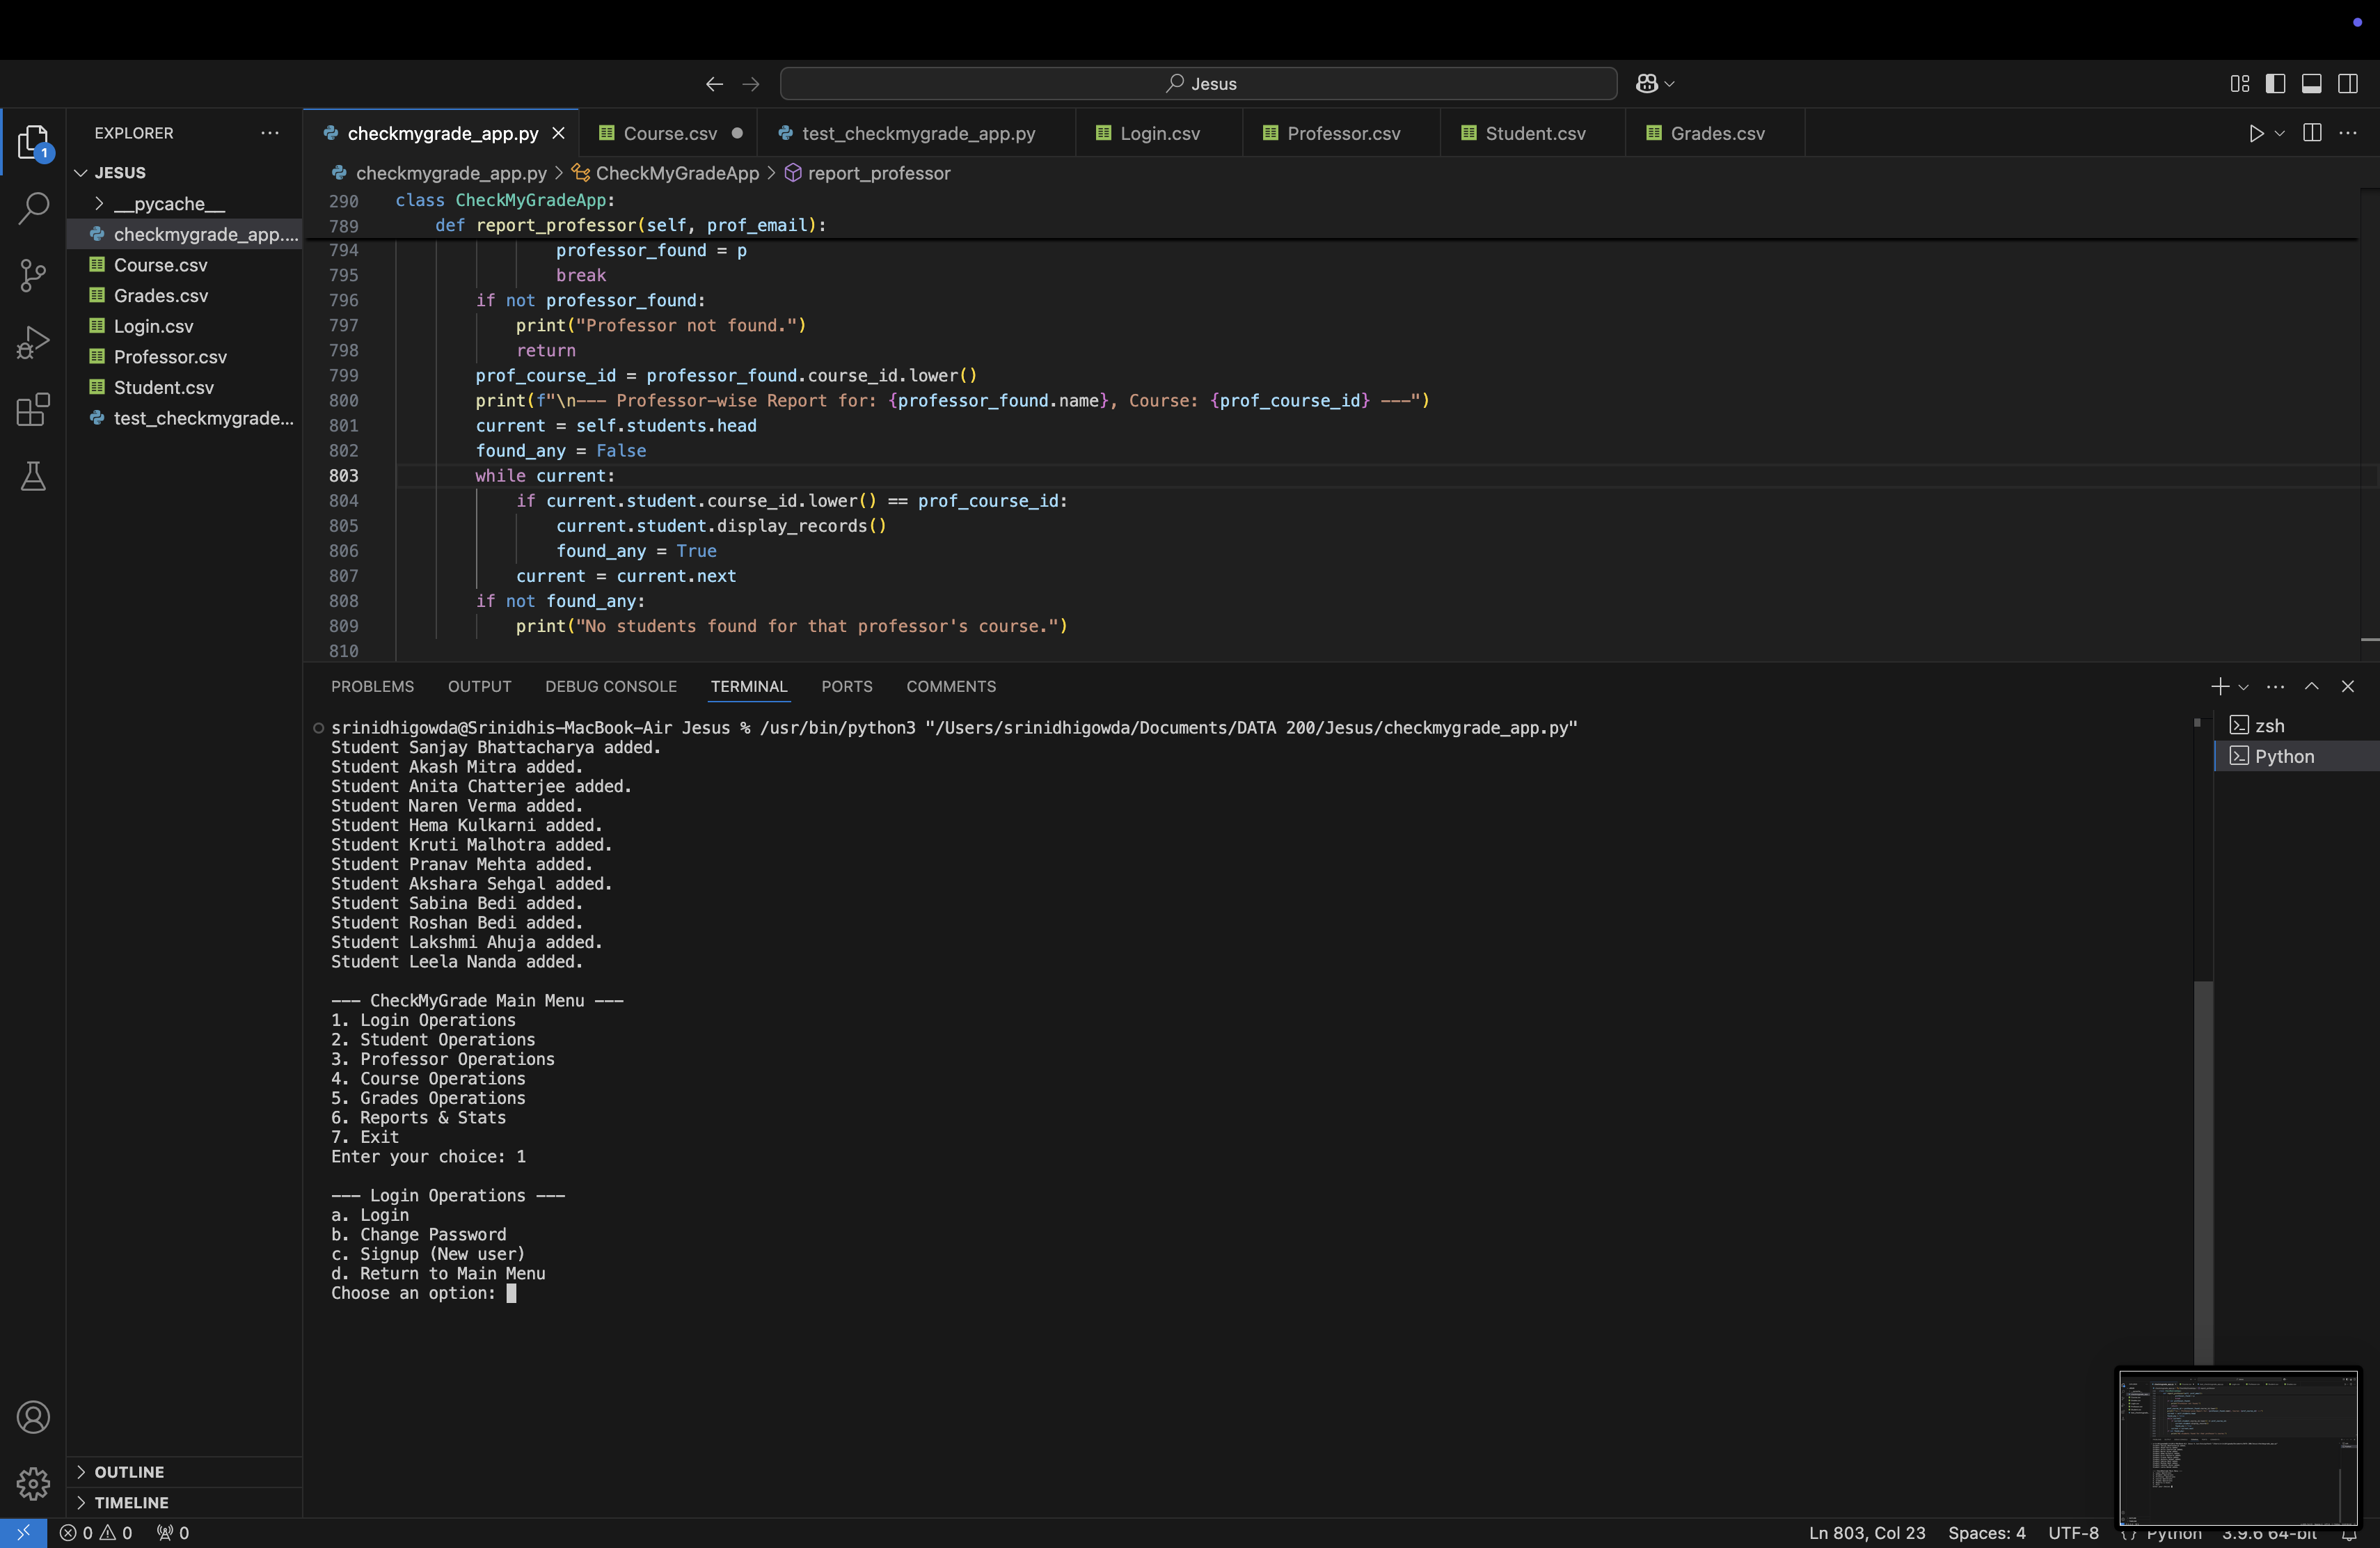 Jesus
EXPLORER
checkmygrade_app.py
Course.csv
test_checkmygrade_app.py
Login.csv
Professor.csv
Student.csv
Grades.csv
JESUS
__pycache__
checkmygrade_app....
Course.csv
Grades.csv
Login.csv
Professor.csv
Student.csv
test_checkmygrade...
OUTLINE
TIMELINE
1
checkmygrade_app.py > CheckMyGradeApp > report_professor
290 class CheckMyGradeApp:
789 def report_professor(self, prof_email):
794 professor_found = p
795 break
796 if not professor_found:
797 print("Professor not found.")
798 return
799 prof_course_id = professor_found.course_id.lower()
800 print(f"\n--- Professor-wise Report for: {professor_found.name}, Course: {prof_course_id} ---")
801 current = self.students.head
802 found_any = False
803 while current:
804 if current.student.course_id.lower() == prof_course_id:
805 current.student.display_records()
806 found_any = True
807 current = current.next
808 if not found_any:
809 print("No students found for that professor's course.")
810
PROBLEMS OUTPUT DEBUG CONSOLE TERMINAL PORTS COMMENTS
srinidhigowda@Srinidhis-MacBook-Air Jesus % /usr/bin/python3 "/Users/srinidhigowda/Documents/DATA 200/Jesus/checkmygrade_app.py"
Student Sanjay Bhattacharya added.
Student Akash Mitra added.
Student Anita Chatterjee added.
Student Naren Verma added.
Student Hema Kulkarni added.
Student Kruti Malhotra added.
Student Pranav Mehta added.
Student Akshara Sehgal added.
Student Sabina Bedi added.
Student Roshan Bedi added.
Student Lakshmi Ahuja added.
Student Leela Nanda added.
--- CheckMyGrade Main Menu ---
1. Login Operations
2. Student Operations
3. Professor Operations
4. Course Operations
5. Grades Operations
6. Reports & Stats
7. Exit
Enter your choice: 1
--- Login Operations ---
a. Login
b. Change Password
c. Signup (New user)
d. Return to Main Menu
Choose an option:
zsh
Python
0 0 0
Ln 803, Col 23 Spaces: 4 UTF-8 {} Python 3.9.6 64-bit